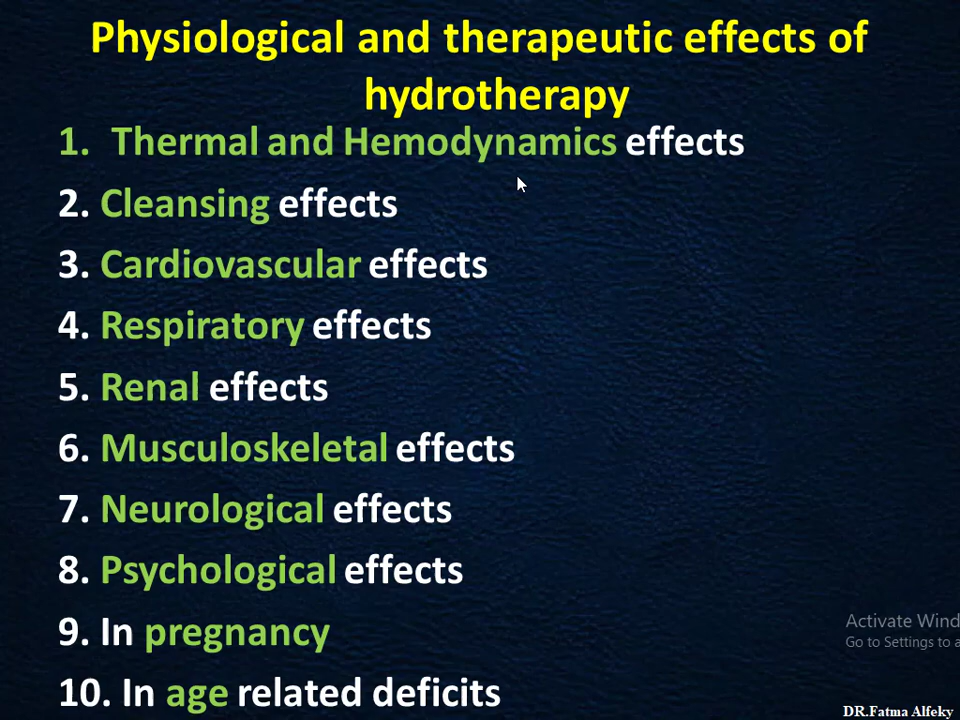 Physiological and therapeutic effects of
hydrotherapy
1. Thermal and Hemodynamics effects
2. Cleansing effects
3. Cardiovascular effects
4. Respiratory effects
5. Renal effects
6. Musculoskeletal effects
7. Neurological effects
8. Psychological effects
9. In pregnancy
10. In age related deficits
Activate Wind
Go to Settings to a
DR.Fatma Alfeky